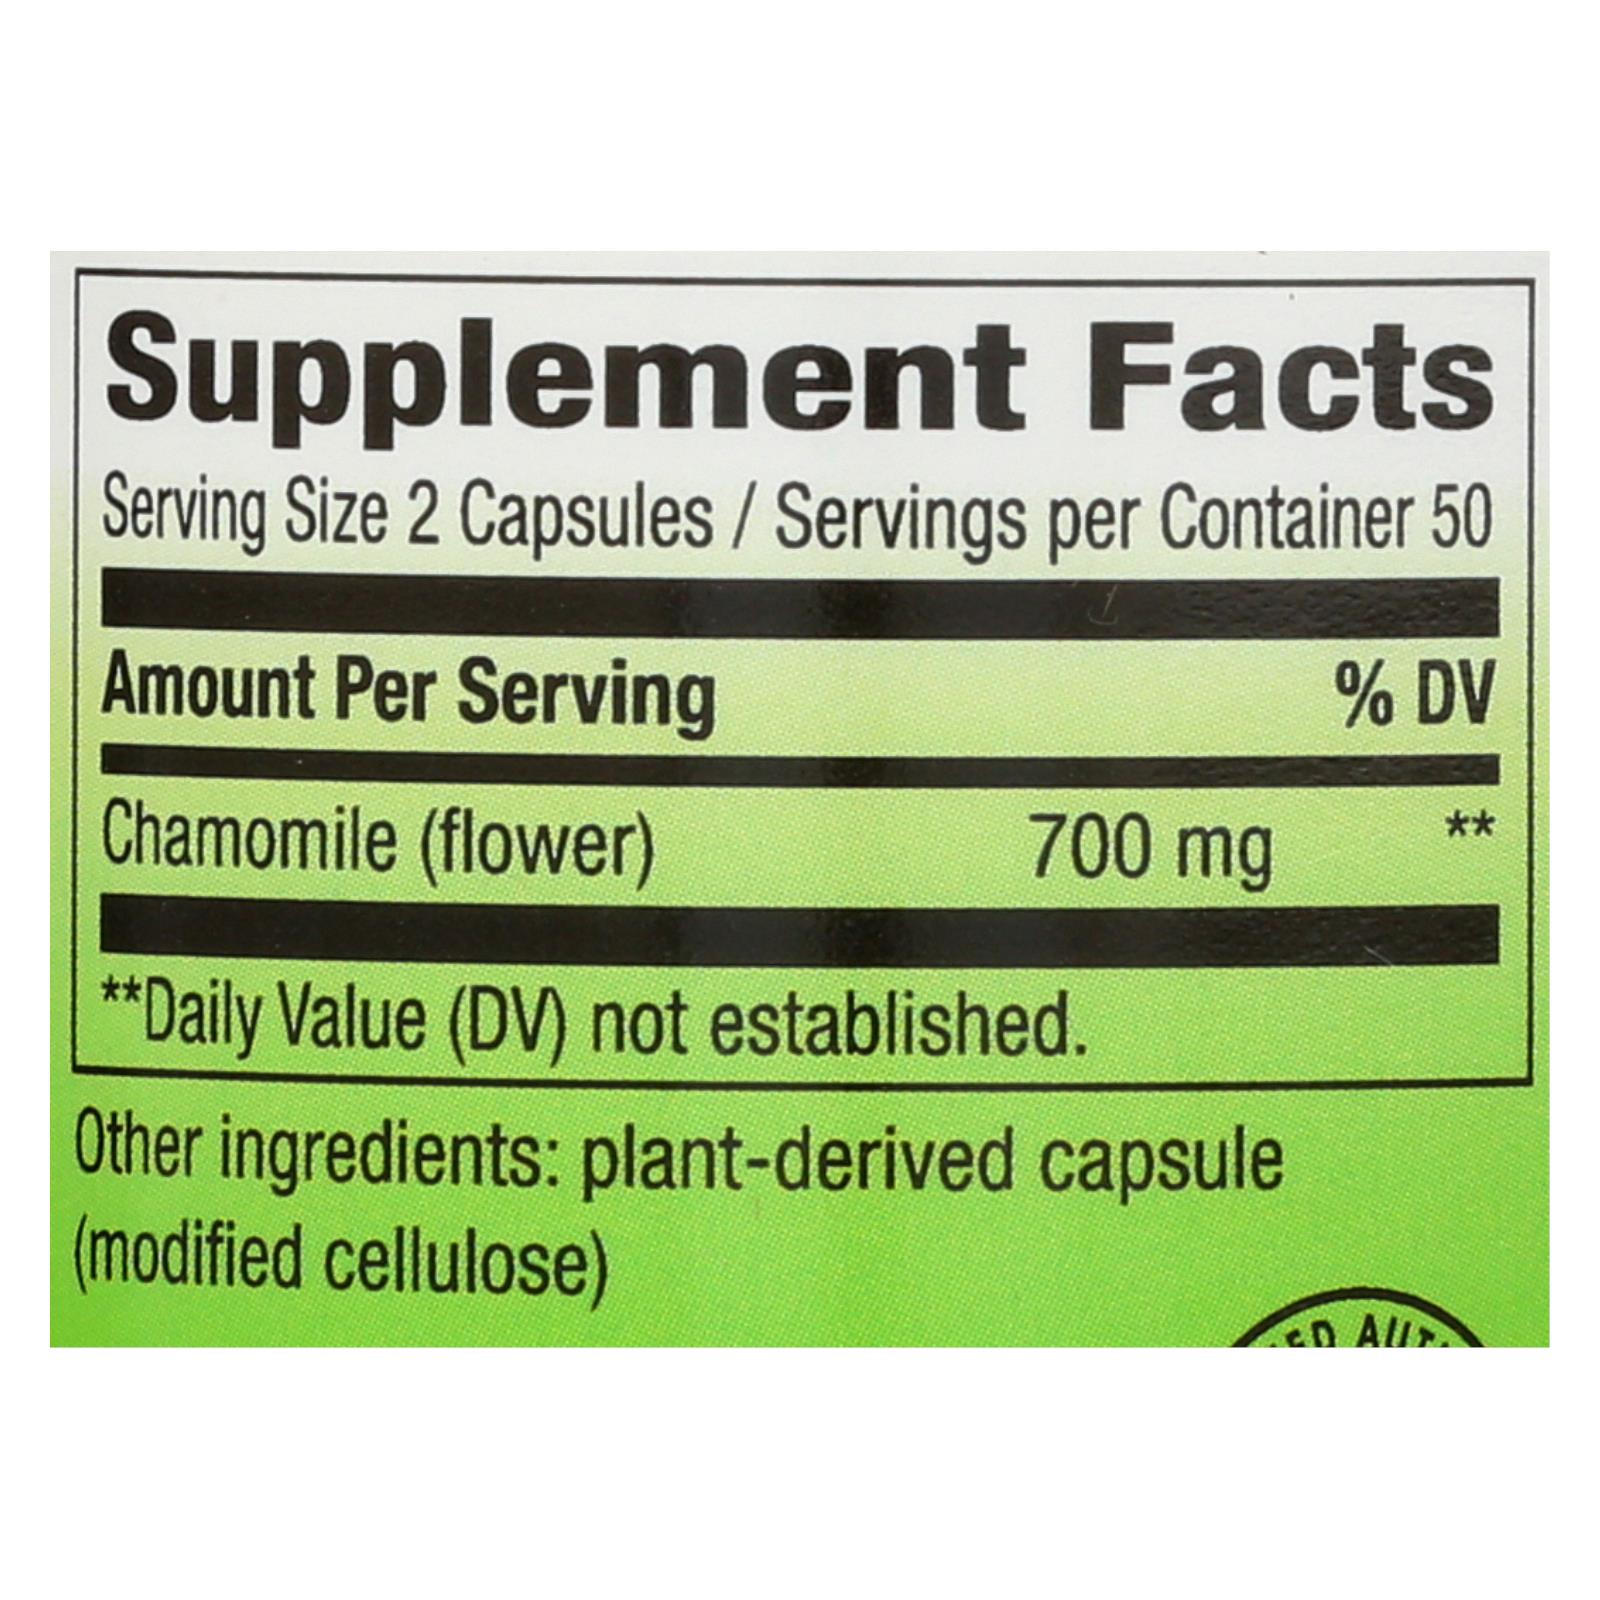 Supplement Facts
Serving Size 2 Capsules / Servings per Container 50
Amount Per Serving % DV
Chamomile (flower) 700 mg **
**Daily Value (DV) not established.
Other ingredients: plant-derived capsule
(modified cellulose)